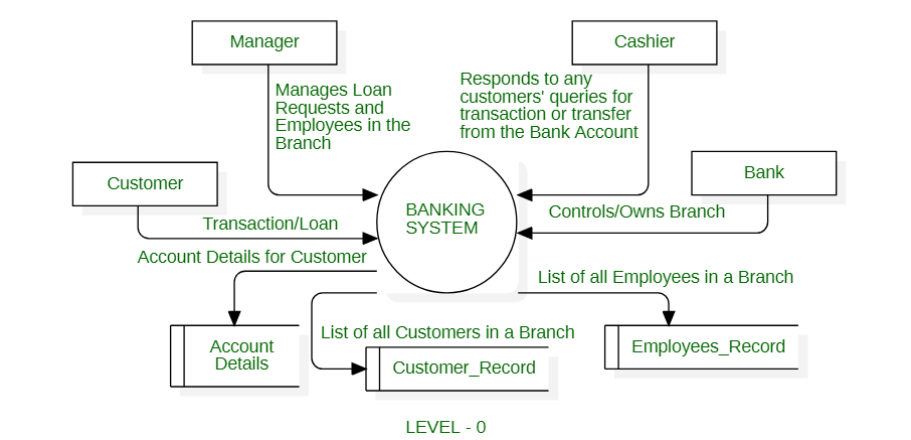 Manager
Cashier
Manages Loan
Requests and
Employees in the
Branch
Responds to any
customers' queries for
transaction or transfer
from the Bank Account
Customer
Bank
BANKING
SYSTEM
Transaction/Loan
Controls/Owns Branch
Account Details for Customer
List of all Employees in a Branch
List of all Customers in a Branch
Account
Details
Customer_Record
Employees_Record
LEVEL - 0